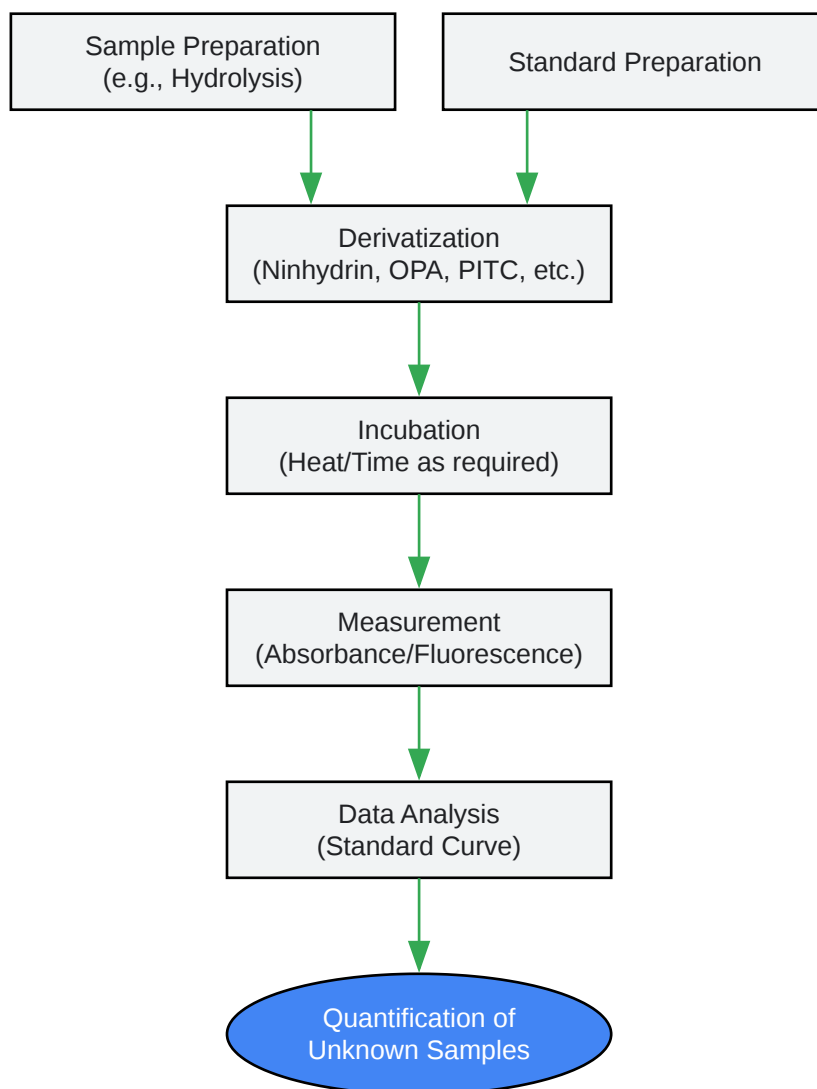 Sample Preparation
(e.g., Hydrolysis)
Standard Preparation
Derivatization
(Ninhydrin, OPA, PITC, etc.)
Incubation
(Heat/Time as required)
Measurement
(Absorbance/Fluorescence)
Data Analysis
(Standard Curve)
Quantification of
Unknown Samples